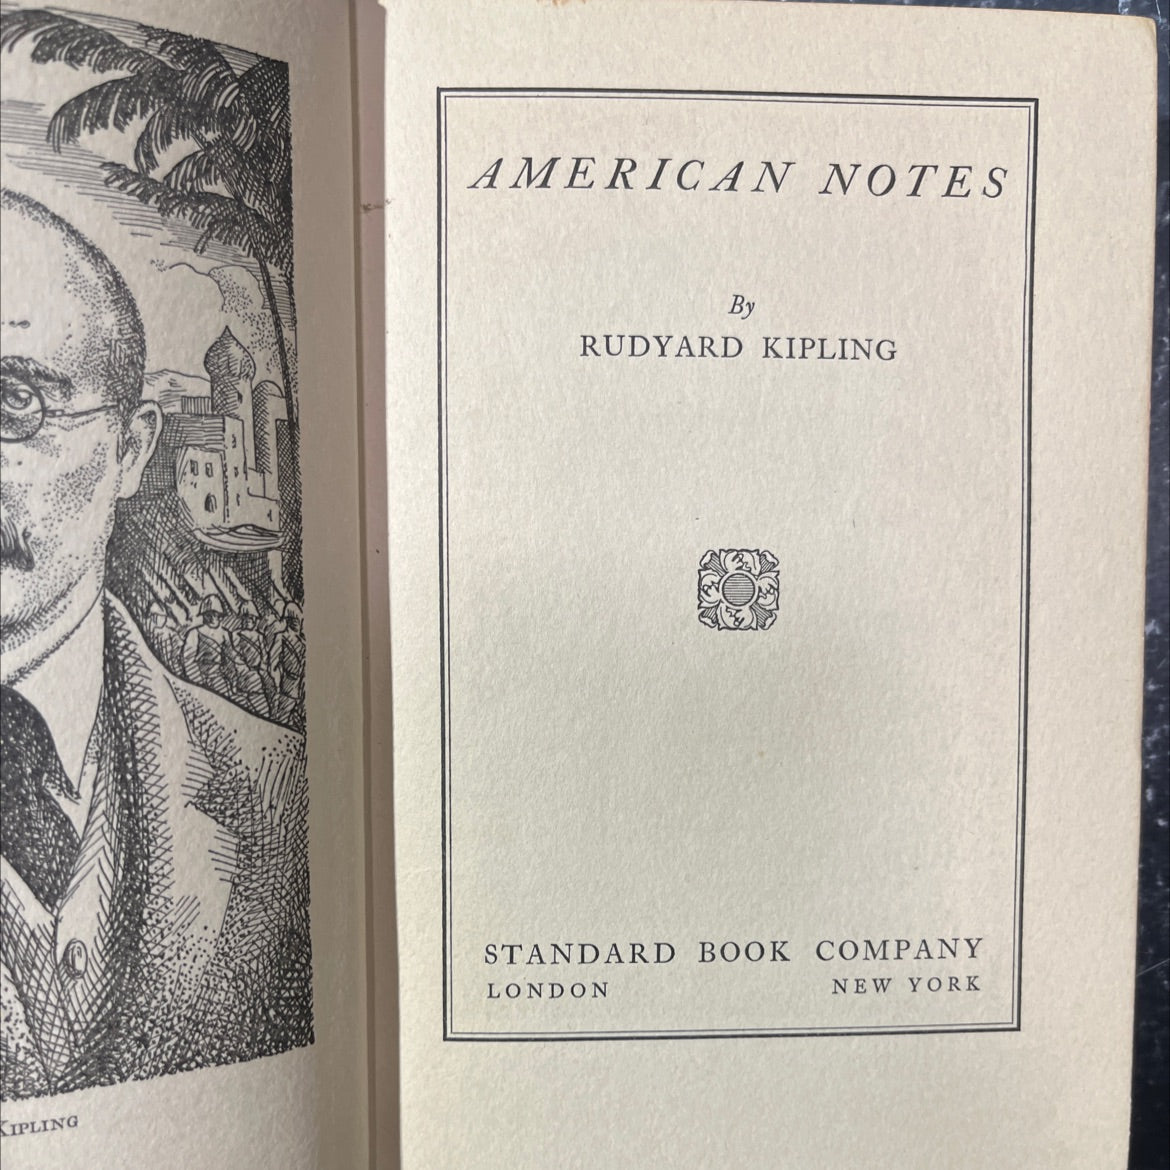 KIPLING
AMERICAN NOTES
By
RUDYARD KIPLING
STANDARD BOOK COMPANY
LONDON NEW YORK